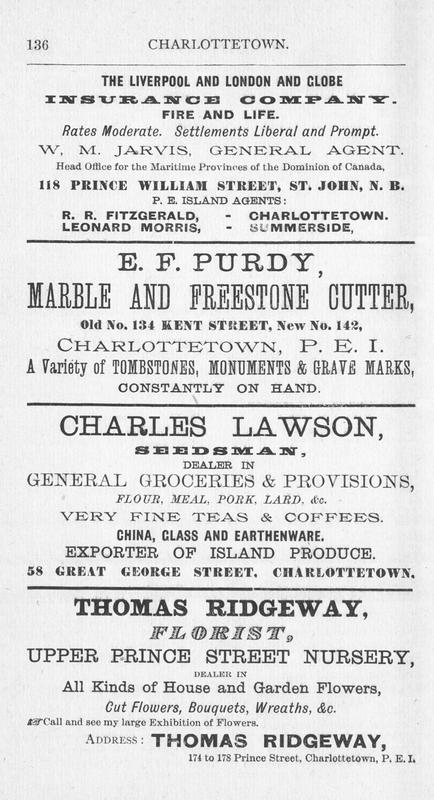 136 CHARLOTTETOWN.
THE LIVERPOOL AND LONDON AND GLOBE
INSURANCE COMPANY.
FIRE AND LIFE.
Rates Moderate. Settlements Liberal and Prompt.
W, M. JARVIS, GENERAL AGENT.
Head Office for the Maritime Provinces of the Dominion of Canada,
118 PRINCE WILLIAM STREET, ST. JOHN, N. B.
P. E. ISLAND AGENTS:
R. R. FITZGERALD, - CHARLOTTETOWN.
LEONARD MORRIS, - SUMMERSIDE,
E. F. PURDY,
MARBLE AND FREESTONE CUTTER,
Old No. 134 KENT STREET, New No. 142,
CHARLOTTETOWN, P. E. I.
A Variety of TOMBSTONES, MONUMENTS & GRAVE MARKS,
CONSTANTLY ON HAND.
CHARLES LAWSON,
SEEDSMAN,
DEALER IN
GENERAL GROCERIES & PROVISIONS,
FLOUR, MEAL, PORK, LARD, &c.
VERY FINE TEAS & COFFEES.
CHINA, GLASS AND EARTHENWARE.
EXPORTER OF ISLAND PRODUCE.
58 GREAT GEORGE STREET, CHARLOTTETOWN.
THOMAS RIDGEWAY,
FLORIST,
UPPER PRINCE STREET NURSERY,
DEALER IN
All Kinds of House and Garden Flowers,
Cut Flowers, Bouquets, Wreaths, &c.
☞Call and see my large Exhibition of Flowers.
ADDRESS: THOMAS RIDGEWAY,
174 to 178 Prince Street, Charlottetown, P. E. I.